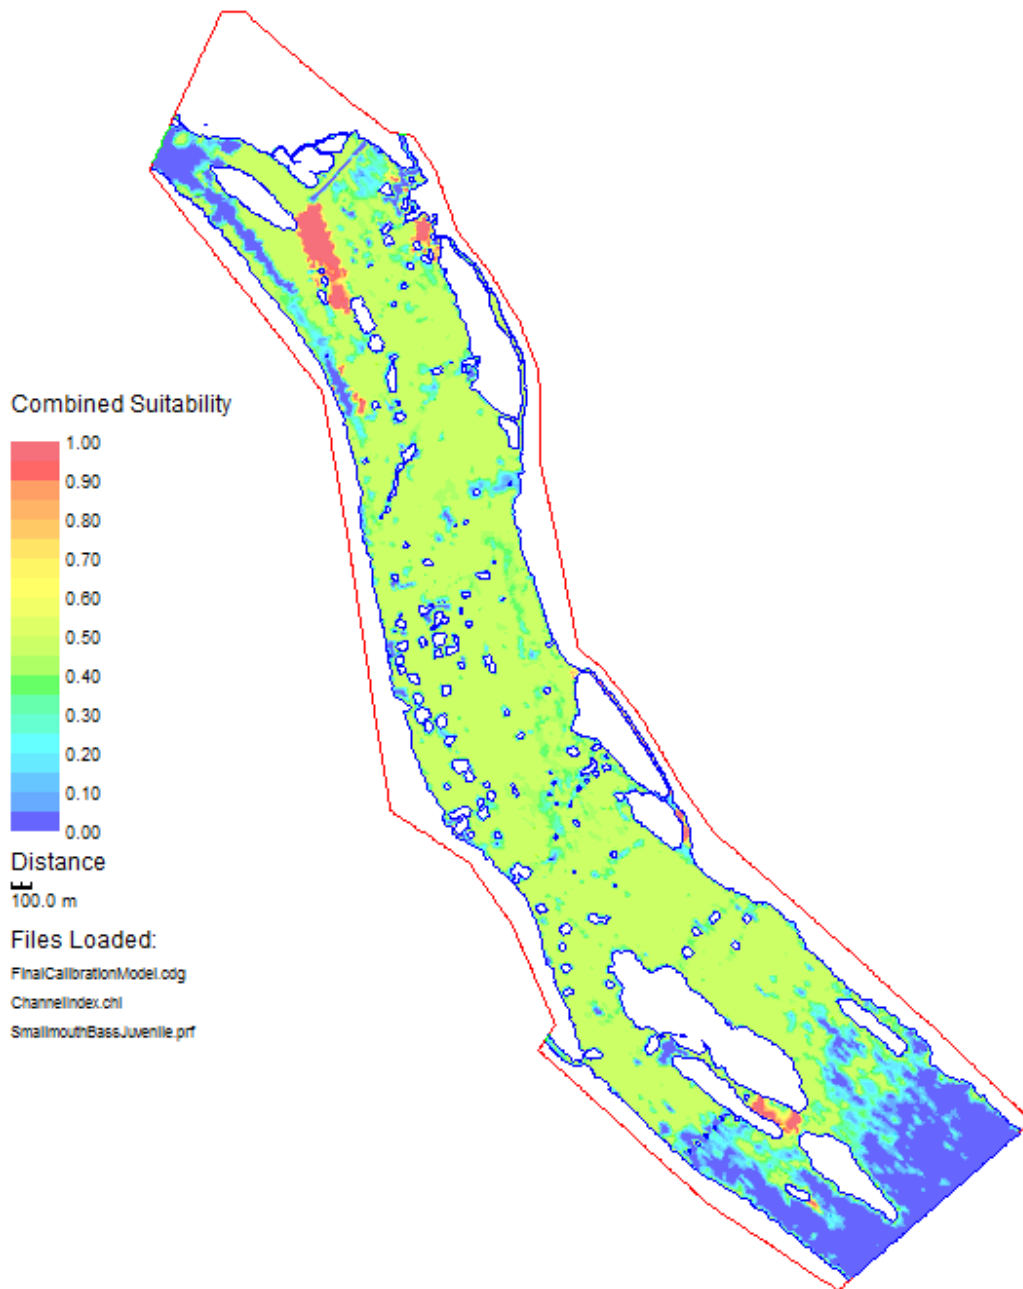 Combined Suitability
1.00
0.90
0.80
0.70
0.60
0.50
0.40
0.30
0.20
0.10
0.00
Distance
100.0 m
Files Loaded:
FinalCalibrationModel.cdg
ChannelIndex.chi
SmallmouthBassJuvenile.prf